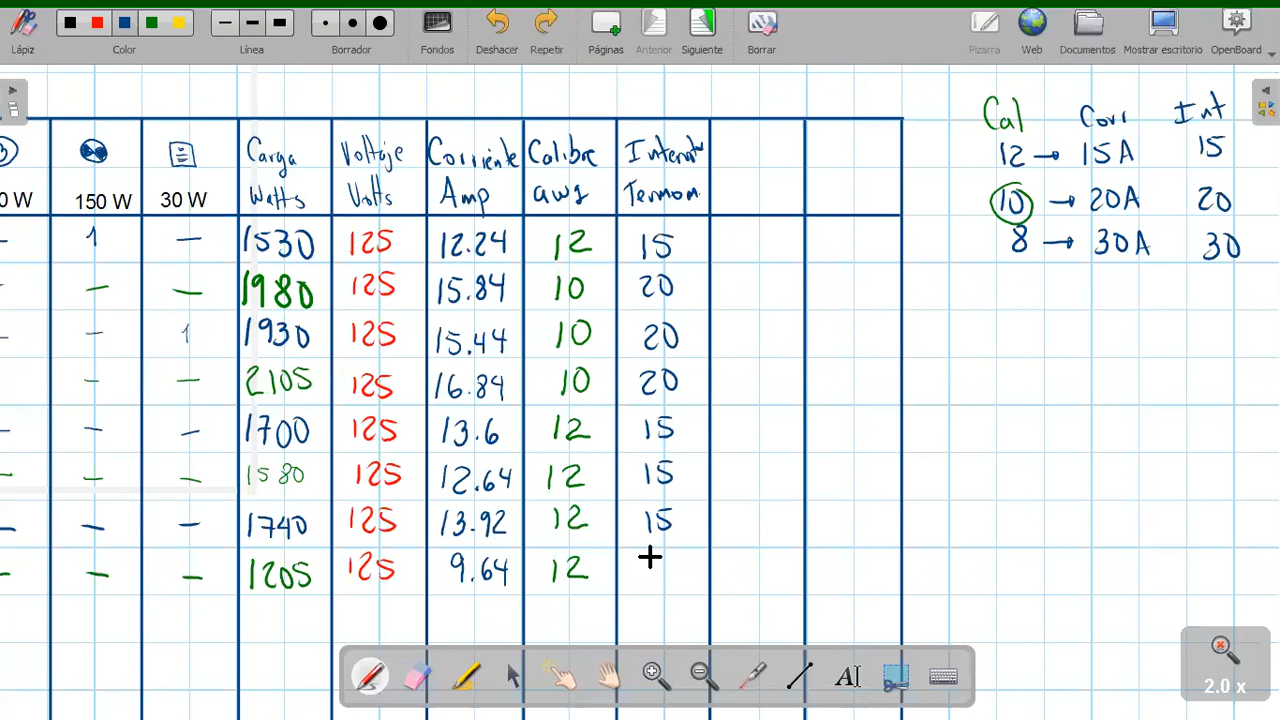 Lápiz Color Línea Borrador Fondos Deshacer Repetir Páginas Anterior Siguiente Borrar Pizarra Web Documentos Mostrar escritorio OpenBoard
Cal Corr Int
12 → 15A 15
10 → 20A 20
8 → 30A 30
Carga Voltaje Corriente Calibre
0 W 150 W 30 W Watts Volts Amp awg
– 1 – 1530 125 12.24 12 15
– – 1980 125 15.84 10 20
– – 1 1930 125 15.44 10 20
– – 2105 125 16.84 10 20
– – – 1700 125 13.6 12 15
– – – 1580 125 12.64 12 15
– – – 1740 125 13.92 12 15
– – – 1205 125 9.64 12
2.0 x